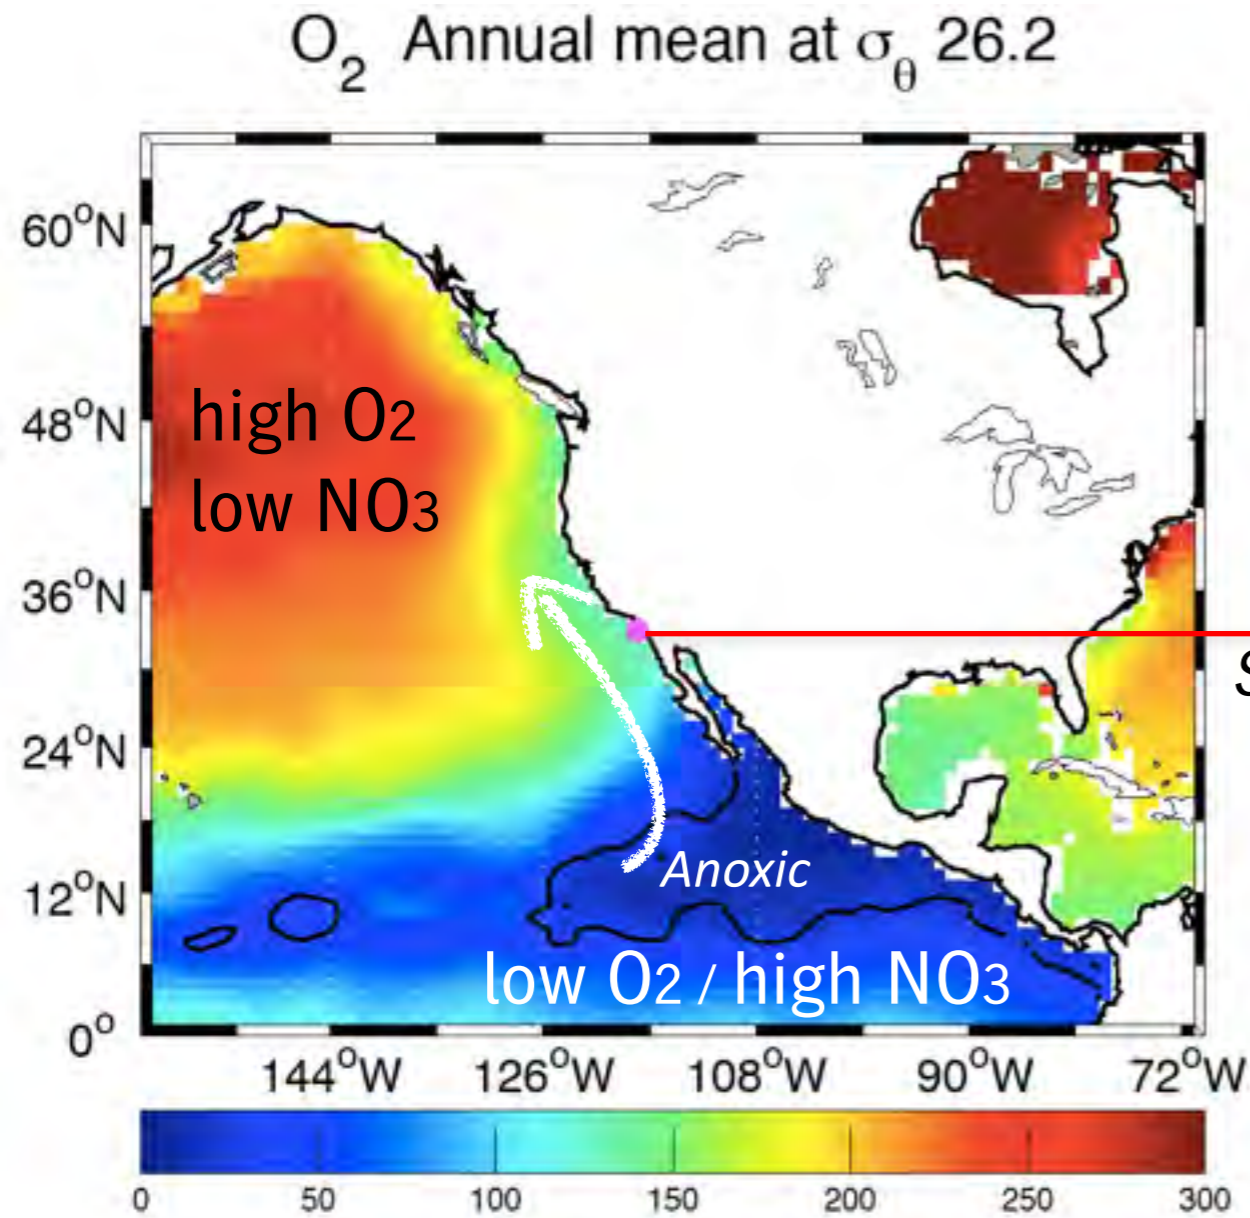 O2 Annual mean at σθ 26.2
60°N
48°N
36°N
24°N
12°N
0°
high O2
low NO3
S
Anoxic
low O2 / high NO3
144°W 126°W 108°W 90°W 72°W
0 50 100 150 200 250 300